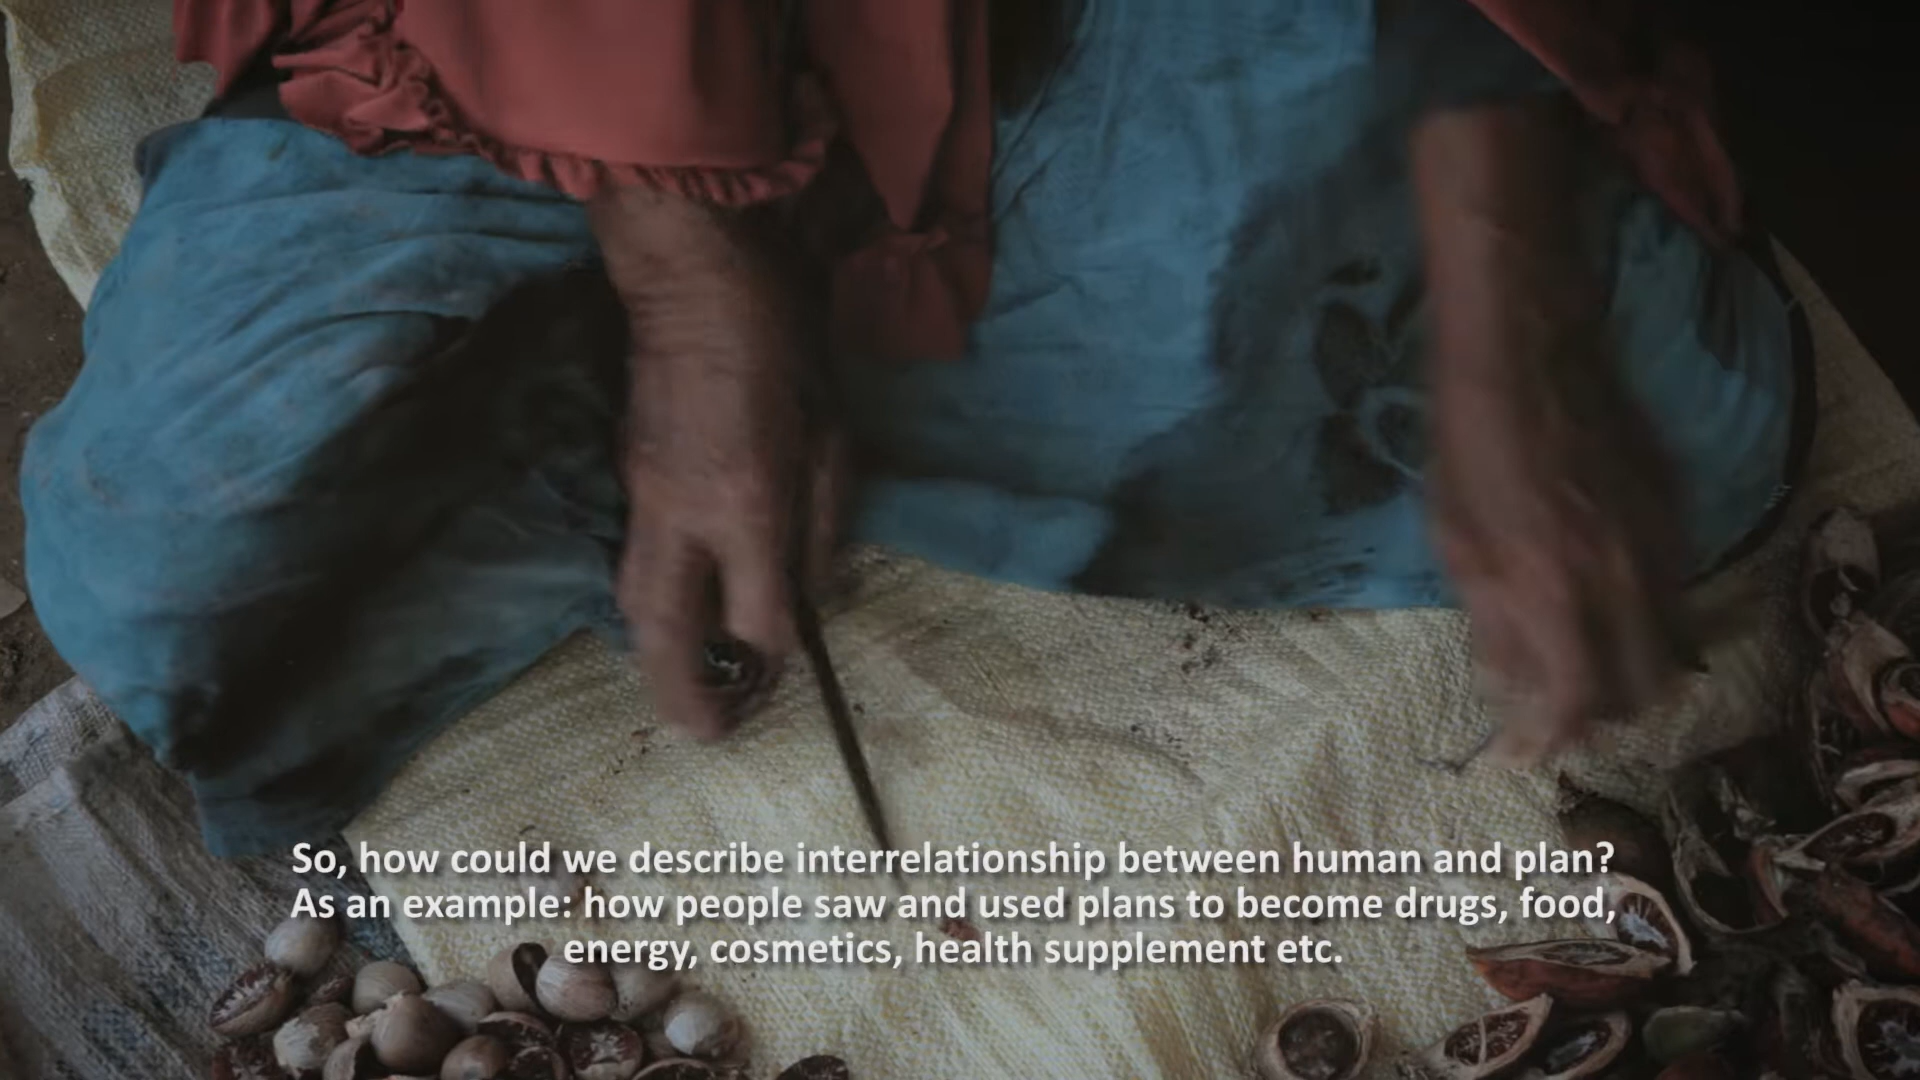 So, how could we describe interrelationship between human and plan?
As an example: how people saw and used plans to become drugs, food,
energy, cosmetics, health supplement etc.